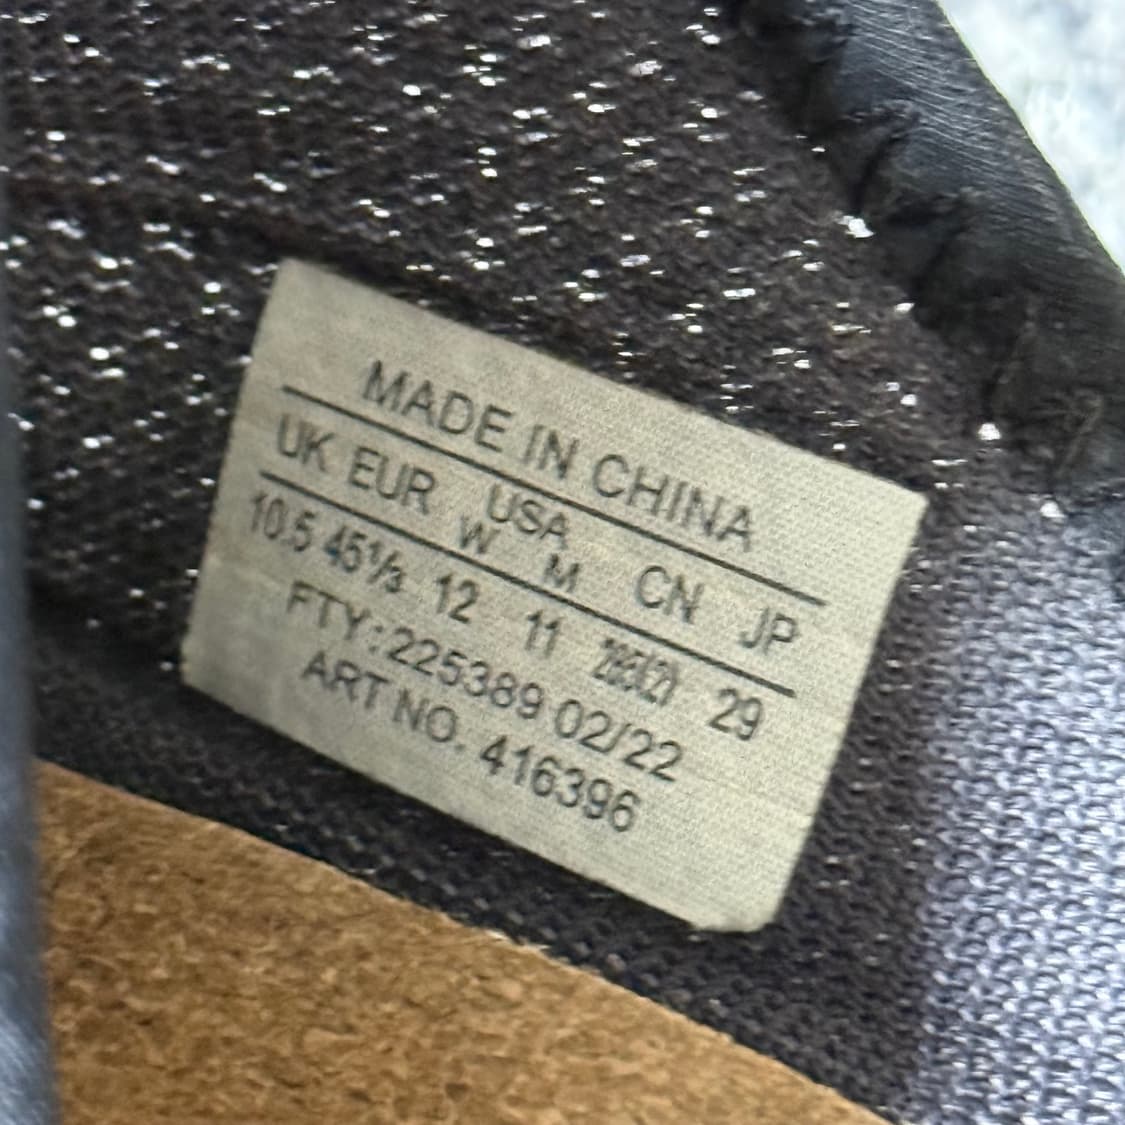 MADE IN CHINA
UK EUR USA CN JP
W M
10.5 45⅓ 12 11 29
FTY:225389 02/22
ART NO. 416396